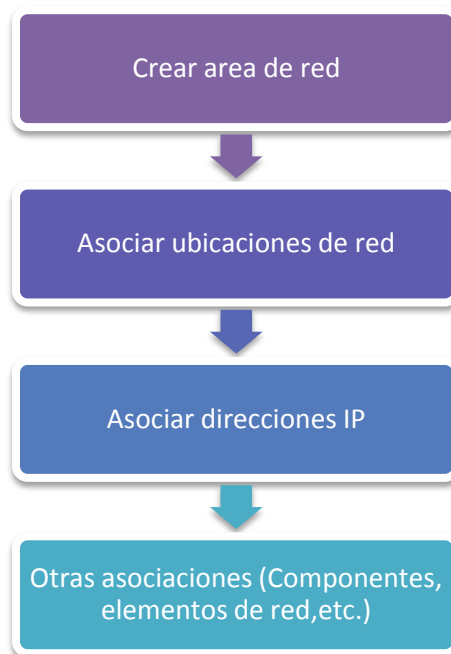 Crear area de red
Asociar ubicaciones de red
Asociar direcciones IP
Otras asociaciones (Componentes,
elementos de red,etc.)